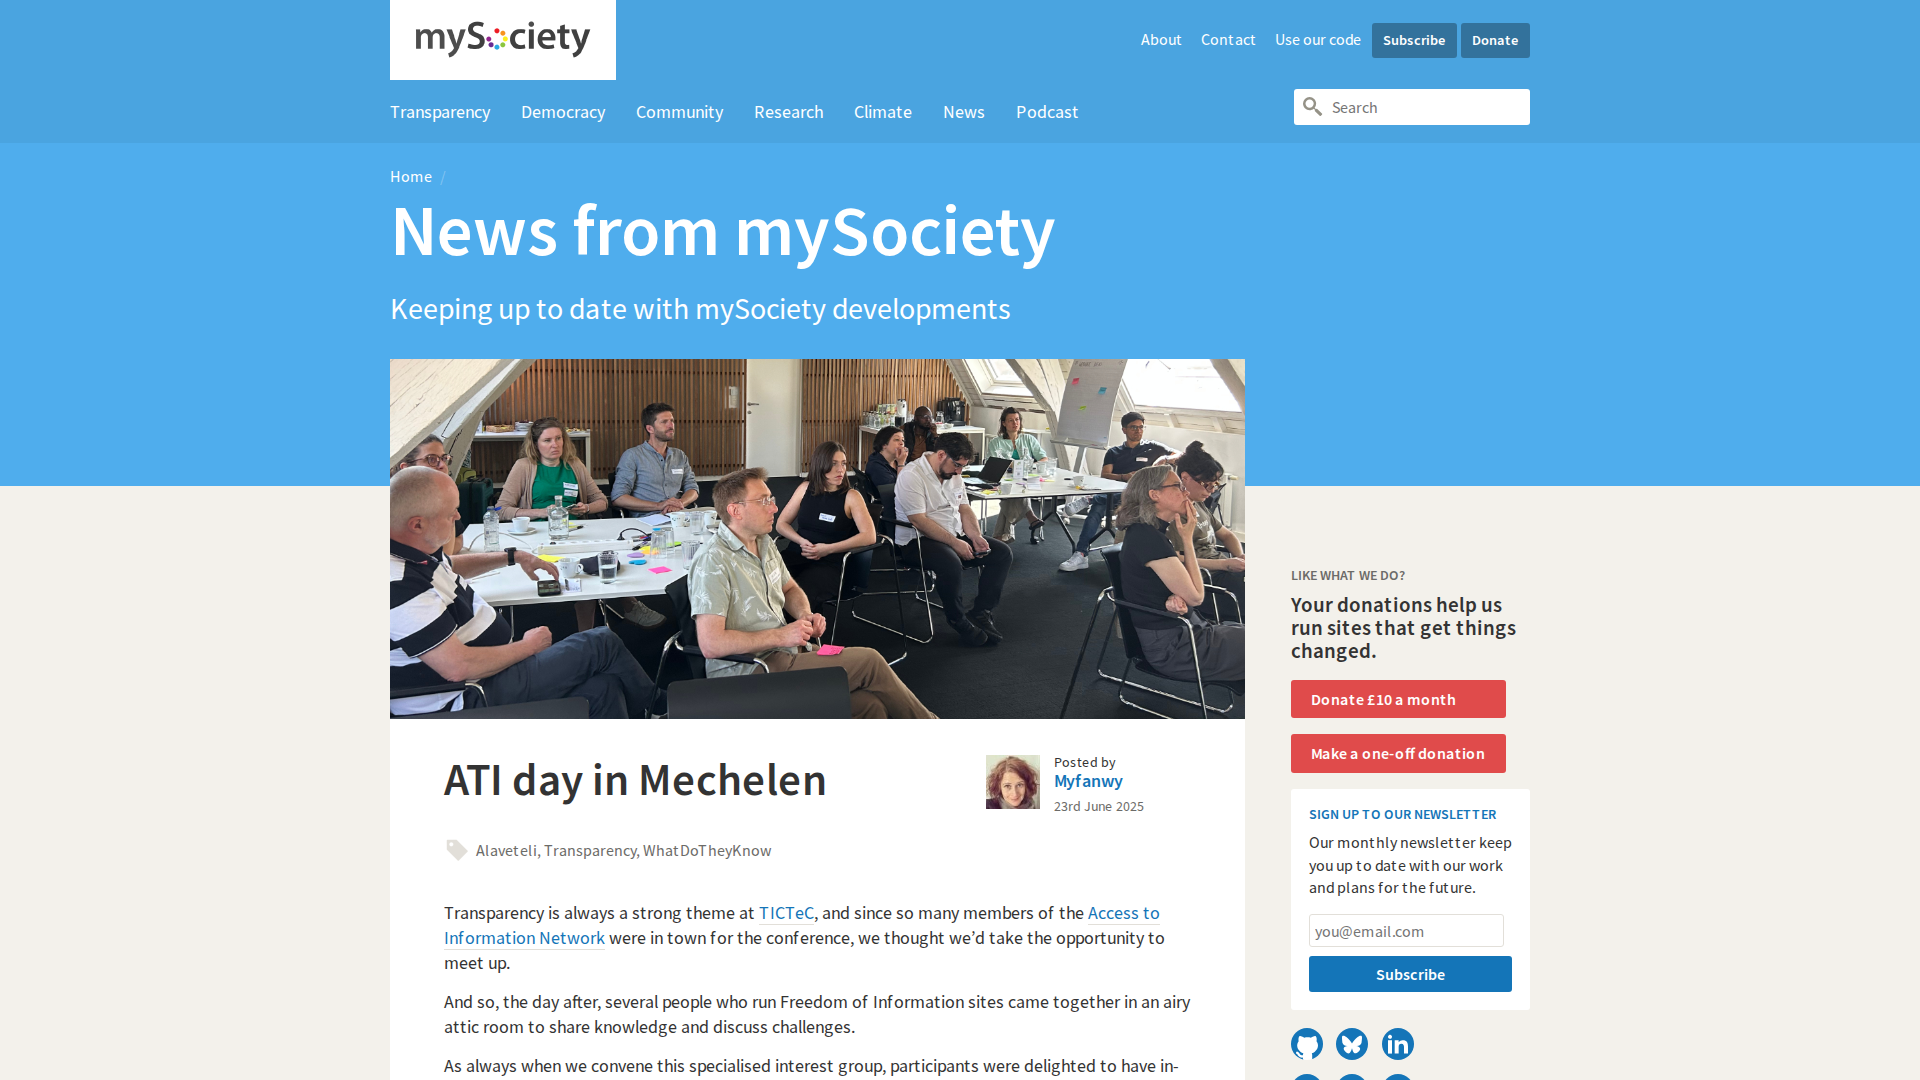 mySociety
About
Contact
Use our code
Subscribe
Donate
Transparency
Democracy
Community
Research
Climate
News
Podcast
Search
Home /
News from mySociety
Keeping up to date with mySociety developments
ATI day in Mechelen
Posted by
Myfanwy
23rd June 2025
Alaveteli, Transparency, WhatDoTheyKnow
Transparency is always a strong theme at TICTeC, and since so many members of the Access to
Information Network were in town for the conference, we thought we’d take the opportunity to
meet up.
And so, the day after, several people who run Freedom of Information sites came together in an airy
attic room to share knowledge and discuss challenges.
As always when we convene this specialised interest group, participants were delighted to have in-
LIKE WHAT WE DO?
Your donations help us
run sites that get things
changed.
Donate £10 a month
Make a one-off donation
SIGN UP TO OUR NEWSLETTER
Our monthly newsletter keep
you up to date with our work
and plans for the future.
you@email.com
Subscribe
in